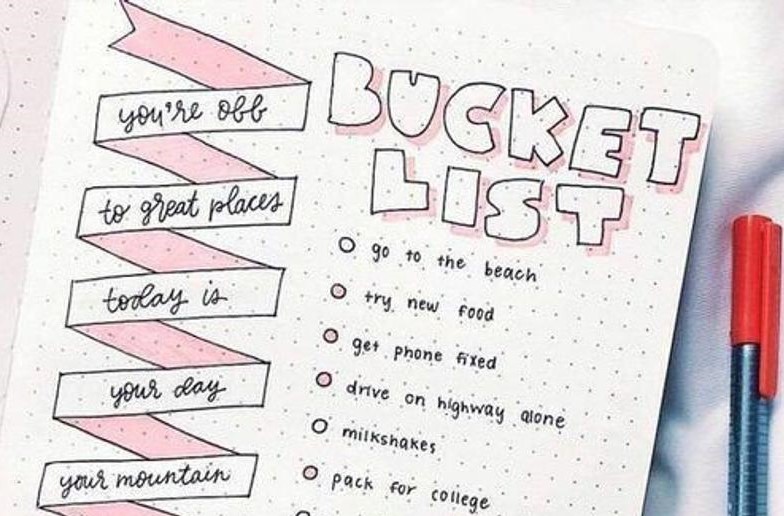 you're off
to great places
today is
your day
your mountain
BUCKET
LIST
go to the beach
try new food
get phone fixed
drive on highway alone
milkshakes
pack for college